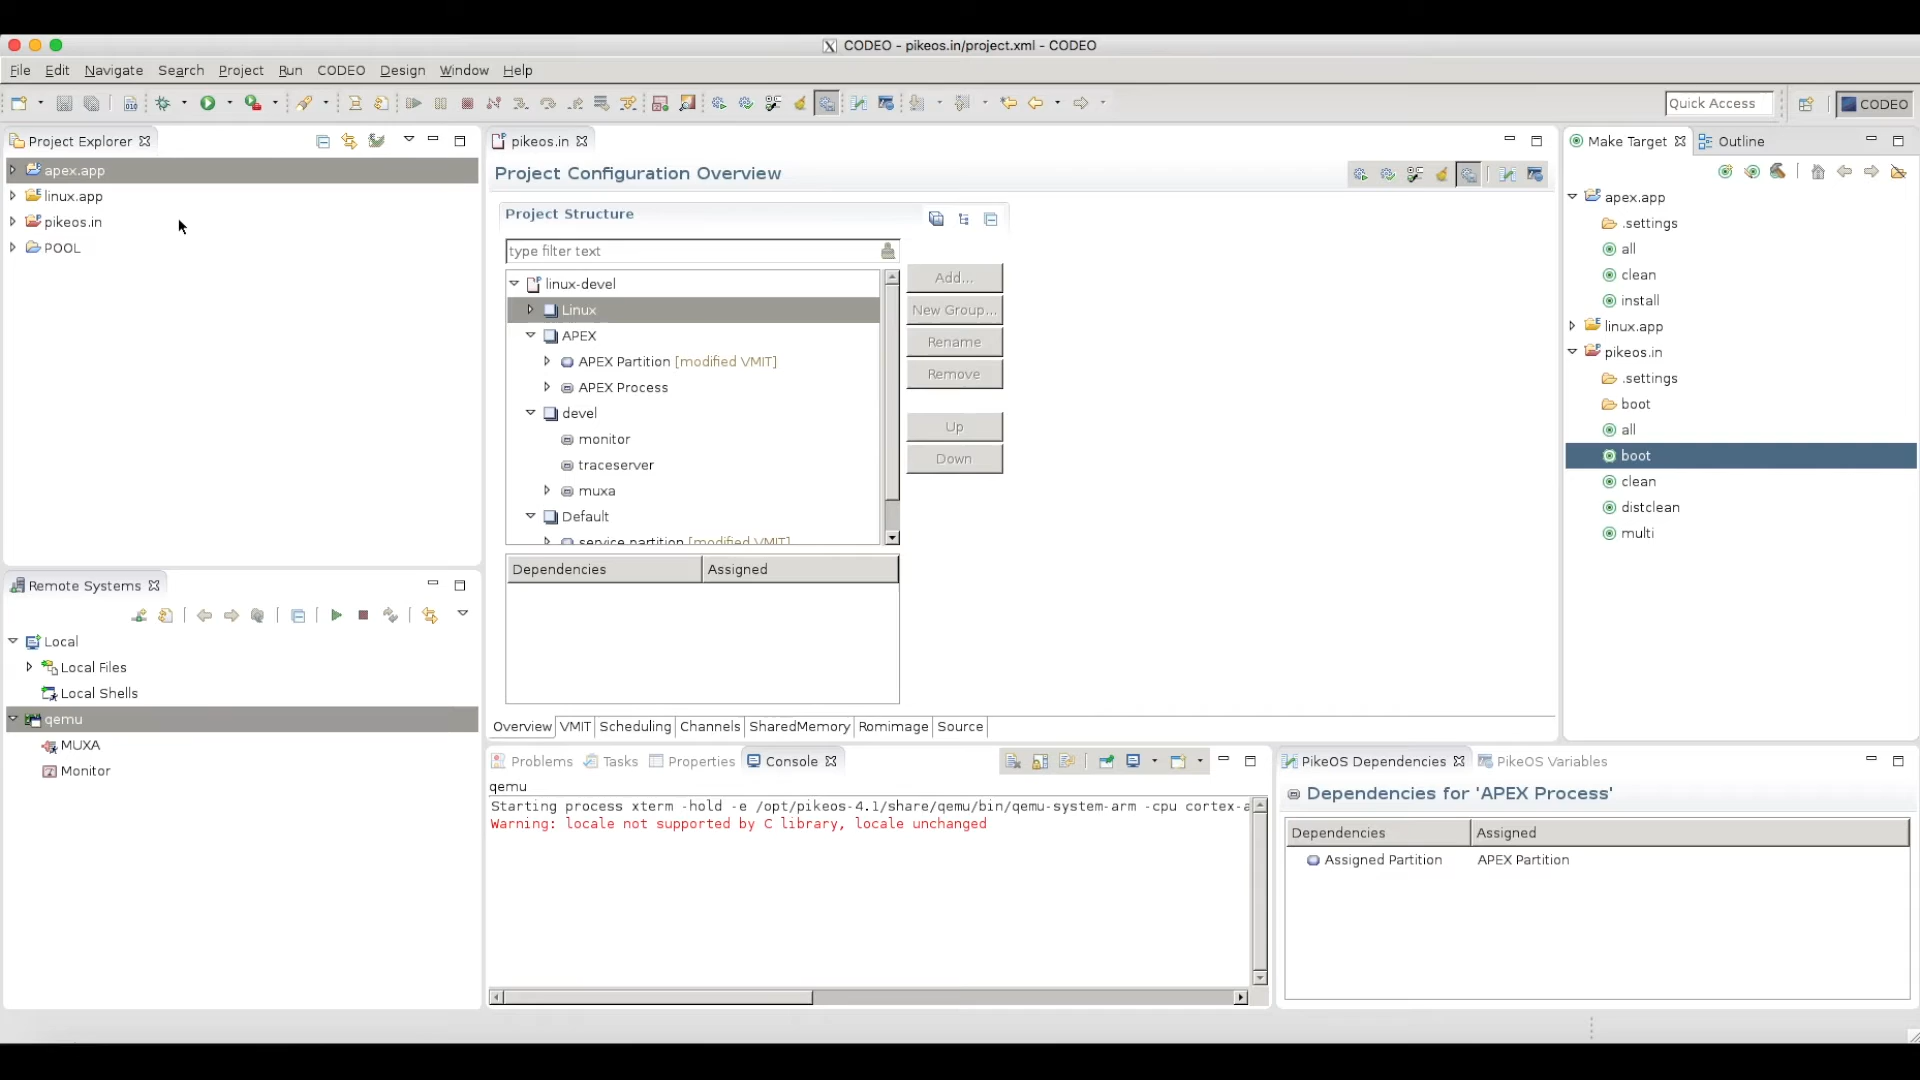 CODEO - pikeos.in/project.xml - CODEO
File Edit Navigate Search Project Run CODEO Design Window Help
010
Quick Access
CODEO
Project Explorer
apex.app
linux.app
pikeos.in
POOL
pikeos.in
Project Configuration Overview
Project Structure
type filter text
linux-devel
Linux
APEX
APEX Partition [modified VMIT]
APEX Process
devel
monitor
traceserver
muxa
Default
service partition [modified VMIT]
Add...
New Group...
Rename
Remove
Up
Down
Dependencies Assigned
Overview VMIT Scheduling Channels SharedMemory Romimage Source
Make Target Outline
apex.app
.settings
all
clean
install
linux.app
pikeos.in
.settings
boot
all
boot
clean
distclean
multi
Remote Systems
Local
Local Files
Local Shells
qemu
MUXA
Monitor
Problems Tasks Properties Console
qemu
Starting process xterm -hold -e /opt/pikeos-4.1/share/qemu/bin/qemu-system-arm -cpu cortex-a
Warning: locale not supported by C library, locale unchanged
PikeOS Dependencies PikeOS Variables
Dependencies for 'APEX Process'
Dependencies Assigned
Assigned Partition APEX Partition